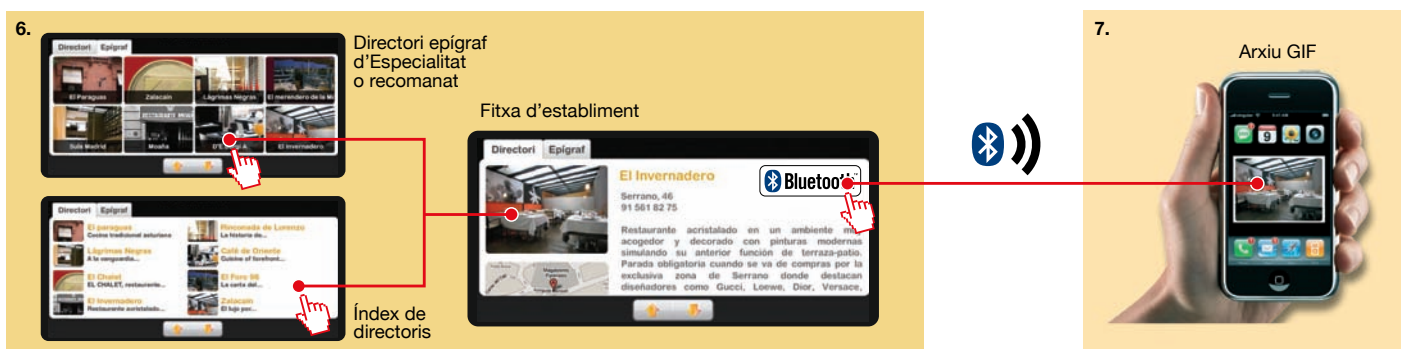 6.
Directori Epígraf
El Paraguas
Zalacaín
Lágrimas Negras
El merendero de la
Sula Madrid
Moaña
El invernadero
Directori epígraf
d'Especialitat
o recomanat
Directori Epígraf
El paraguas
Cocina tradicional asturiana
Lágrimas Negras
A la vanguardia...
El Chalet
EL CHALET, restaurante...
El Invernadero
Restaurante acristalado...
Rinconada de Lorenzo
La historia de...
Café de Oriente
Cuisine of forefront...
El Foro 98
La carta del...
Zalacaín
El lujo por...
Índex de
directoris
Fitxa d'establiment
Directori Epígraf
El Invernadero
Serrano, 46
91 561 82 75
Bluetooth
Restaurante acristalado en un ambiente muy
acogedor y decorado con pinturas modernas
simulando su anterior función de terraza-patio.
Parada obligatoria cuando se va de compras por la
exclusiva zona de Serrano donde destacan
diseñadores como Gucci, Loewe, Dior, Versace,
7.
Arxiu GIF
9